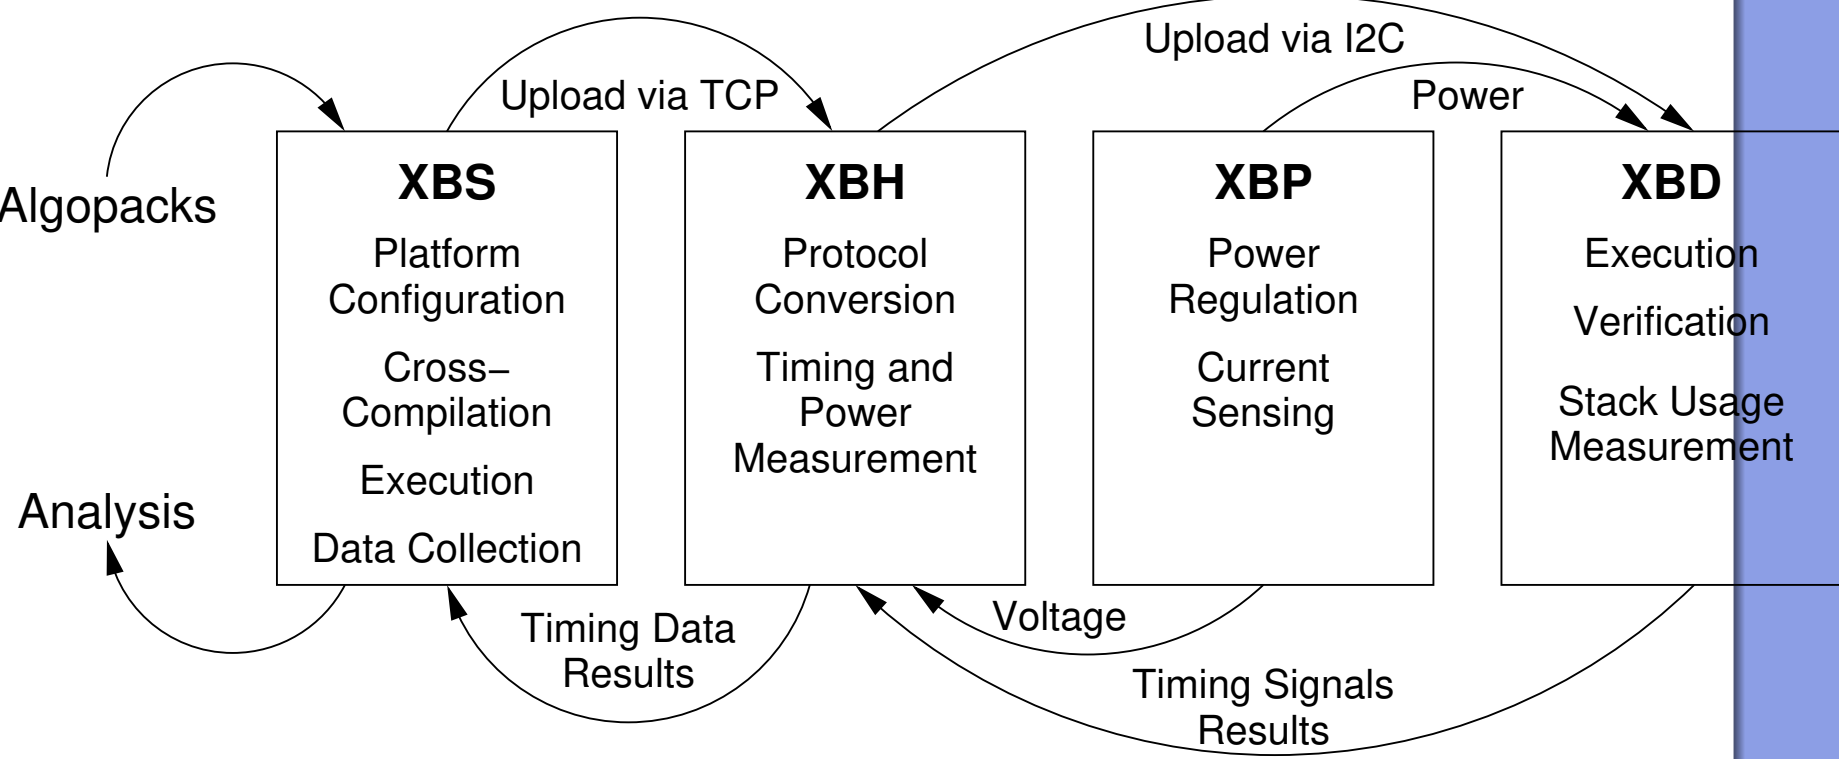 Upload via I2C
Upload via TCP
Power
Algopacks
XBS
Platform
Configuration
Cross–
Compilation
Execution
Data Collection
XBH
Protocol
Conversion
Timing and
Power
Measurement
XBP
Power
Regulation
Current
Sensing
XBD
Execution
Verification
Stack Usage
Measurement
Analysis
Timing Data
Results
Voltage
Timing Signals
Results